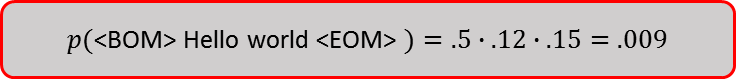 p(<BOM> Hello world <EOM> ) = .5 · .12 · .15 = .009